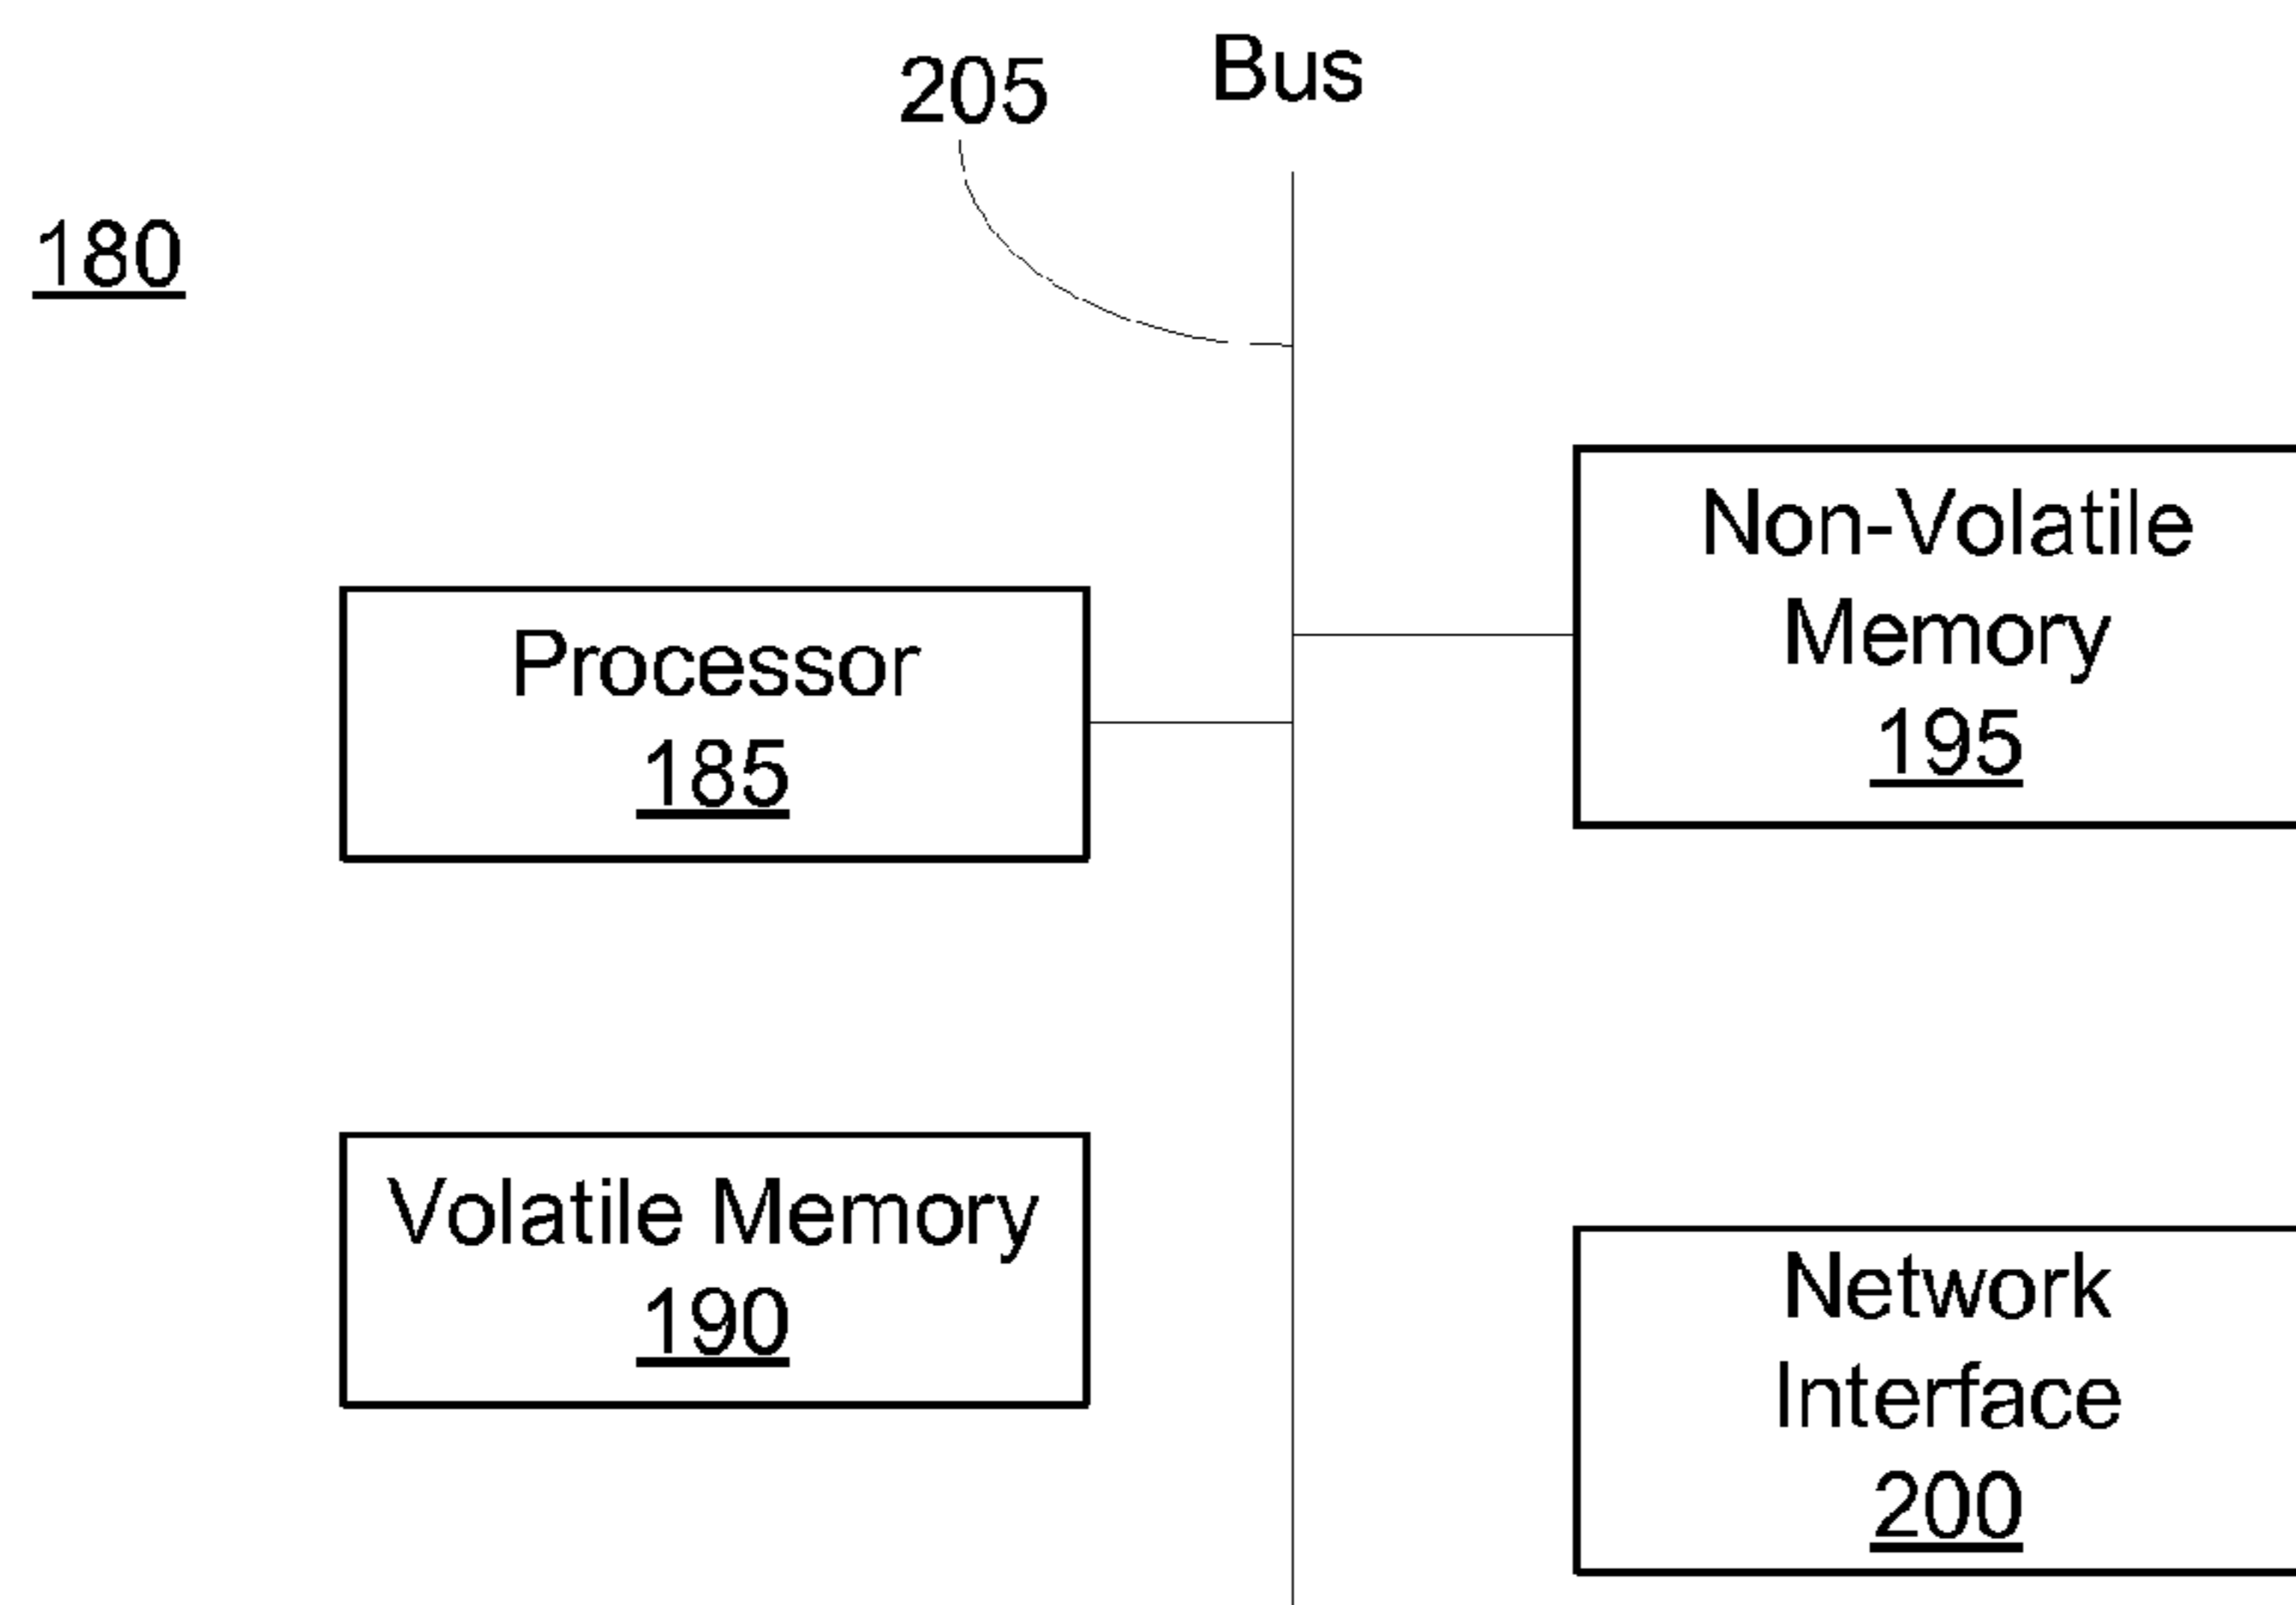 205
Bus
180
Non-Volatile
Memory
195
Processor
185
Volatile Memory
190
Network
Interface
200